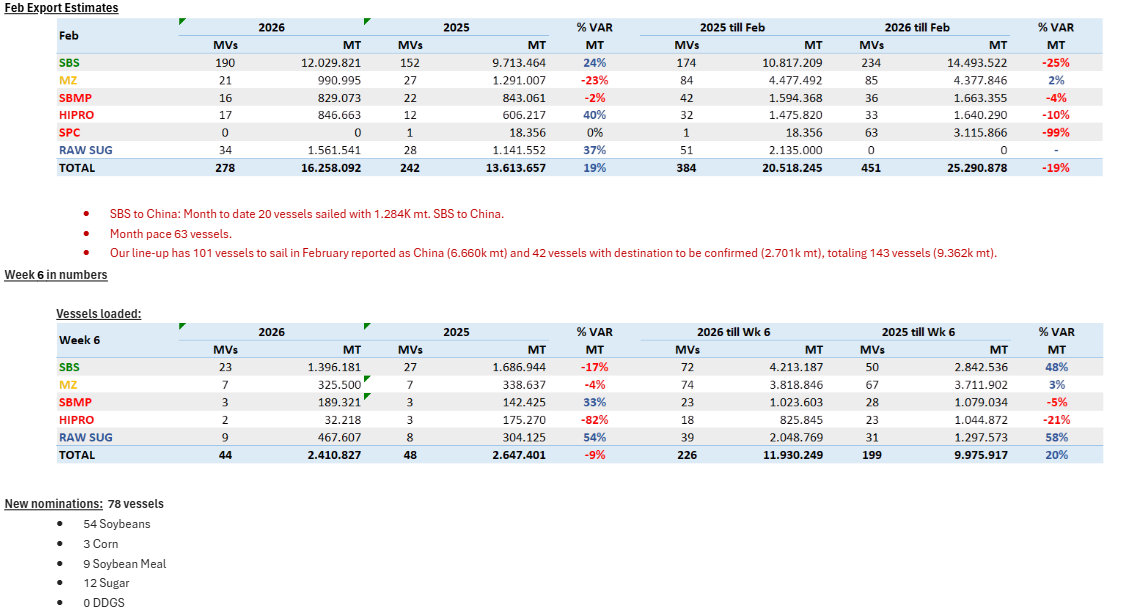 Feb Export Estimates
Feb 2026 2025 % VAR 2025 till Feb 2026 till Feb % VAR
MVs MT MVs MT MT MVs MT MVs MT MT
SBS 190 12.029.821 152 9.713.464 24% 174 10.817.209 234 14.493.522 -25%
MZ 21 990.995 27 1.291.007 -23% 84 4.477.492 85 4.377.846 2%
SBMP 16 829.073 22 843.061 -2% 42 1.594.368 36 1.663.355 -4%
HIPRO 17 846.663 12 606.217 40% 32 1.475.820 33 1.640.290 -10%
SPC 0 0 1 18.356 0% 1 18.356 63 3.115.866 -99%
RAW SUG 34 1.561.541 28 1.141.552 37% 51 2.135.000 0 0 -
TOTAL 278 16.258.092 242 13.613.657 19% 384 20.518.245 451 25.290.878 -19%
• SBS to China: Month to date 20 vessels sailed with 1.284K mt. SBS to China.
• Month pace 63 vessels.
• Our line-up has 101 vessels to sail in February reported as China (6.660k mt) and 42 vessels with destination to be confirmed (2.701k mt), totaling 143 vessels (9.362k mt).
Week 6 in numbers
Vessels loaded:
Week 6 2026 2025 % VAR 2026 till Wk 6 2025 till Wk 6 % VAR
MVs MT MVs MT MT MVs MT MVs MT MT
SBS 23 1.396.181 27 1.686.944 -17% 72 4.213.187 50 2.842.536 48%
MZ 7 325.500 7 338.637 -4% 74 3.818.846 67 3.711.902 3%
SBMP 3 189.321 3 142.425 33% 23 1.023.603 28 1.079.034 -5%
HIPRO 2 32.218 3 175.270 -82% 18 825.845 23 1.044.872 -21%
RAW SUG 9 467.607 8 304.125 54% 39 2.048.769 31 1.297.573 58%
TOTAL 44 2.410.827 48 2.647.401 -9% 226 11.930.249 199 9.975.917 20%
New nominations: 78 vessels
• 54 Soybeans
• 3 Corn
• 9 Soybean Meal
• 12 Sugar
• 0 DDGS